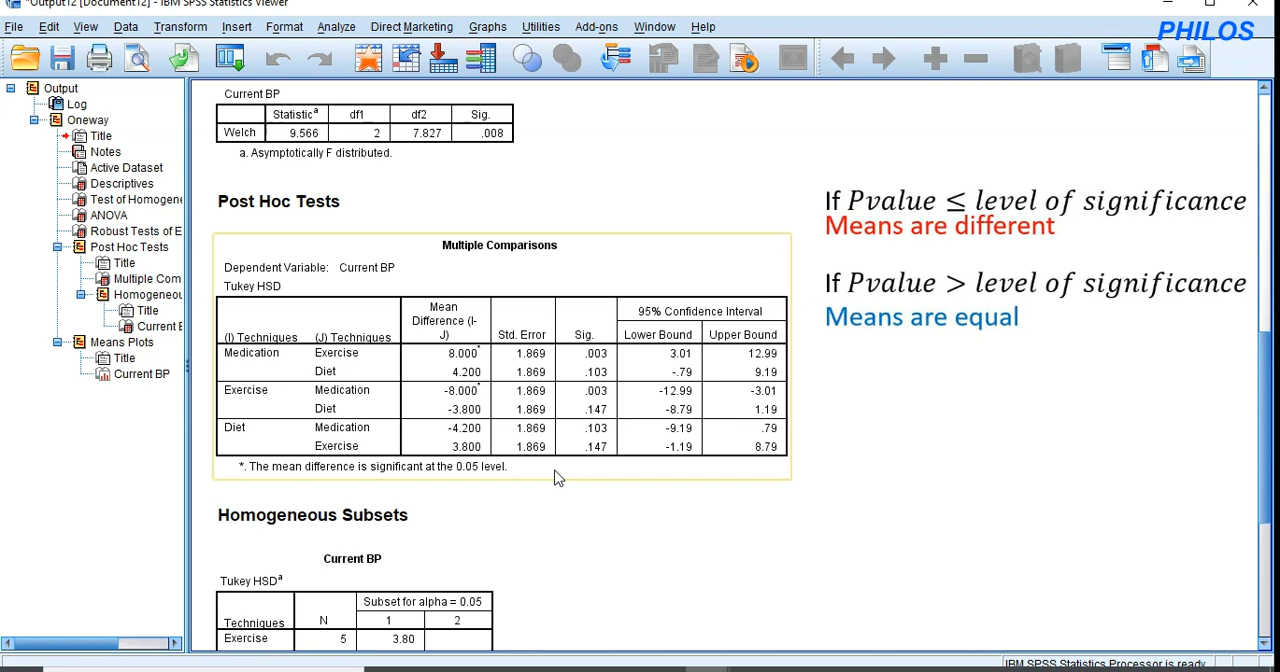 *Output12 [Document12] - IBM SPSS Statistics Viewer
File Edit View Data Transform Insert Format Analyze Direct Marketing Graphs Utilities Add-ons Window Help
PHILOS
Output
Log
Oneway
Title
Notes
Active Dataset
Descriptives
Test of Homogene
ANOVA
Robust Tests of E
Post Hoc Tests
Title
Multiple Com
Homogeneou
Title
Current B
Means Plots
Title
Current BP
Current BP
Statistic^a df1 df2 Sig.
Welch 9.566 2 7.827 .008
a. Asymptotically F distributed.
Post Hoc Tests
Multiple Comparisons
Dependent Variable: Current BP
Tukey HSD
(I) Techniques (J) Techniques Mean Difference (I-J) Std. Error Sig. 95% Confidence Interval
Lower Bound Upper Bound
Medication Exercise 8.000* 1.869 .003 3.01 12.99
Diet 4.200 1.869 .103 -.79 9.19
Exercise Medication -8.000* 1.869 .003 -12.99 -3.01
Diet -3.800 1.869 .147 -8.79 1.19
Diet Medication -4.200 1.869 .103 -9.19 .79
Exercise 3.800 1.869 .147 -1.19 8.79
*. The mean difference is significant at the 0.05 level.
Homogeneous Subsets
Current BP
Tukey HSD^a
Techniques N Subset for alpha = 0.05
1 2
Exercise 5 3.80
If Pvalue ≤ level of significance
Means are different
If Pvalue > level of significance
Means are equal
IBM SPSS Statistics Processor is ready